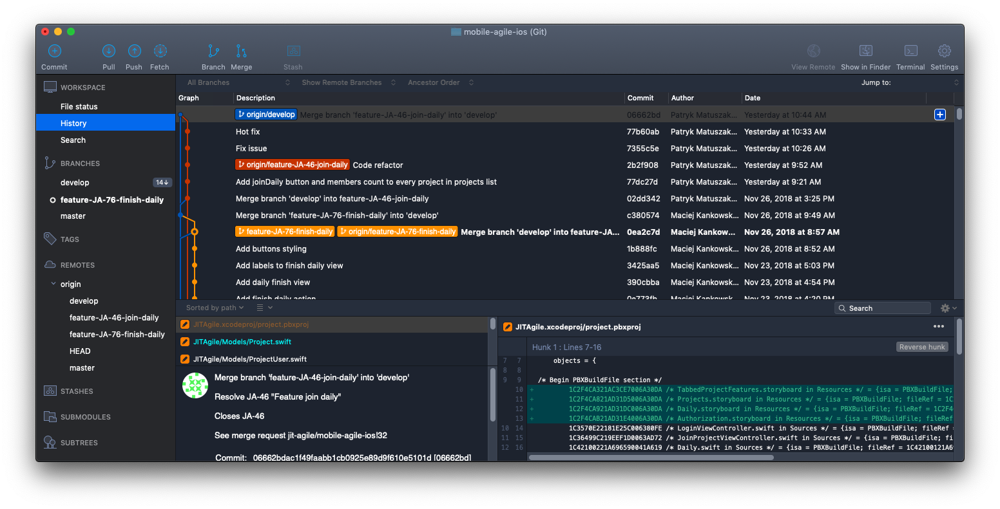 mobile-agile-ios (Git)
Commit Pull Push Fetch Branch Merge Stash View Remote Show in Finder Terminal Settings
WORKSPACE
File status
History
Search
BRANCHES
develop 14↓
feature-JA-76-finish-daily
master
TAGS
REMOTES
origin
develop
feature-JA-46-join-daily
feature-JA-76-finish-daily
HEAD
master
STASHES
SUBMODULES
SUBTREES
All Branches Show Remote Branches Ancestor Order Jump to:
Graph Description Commit Author Date
origin/develop Merge branch 'feature-JA-46-join-daily' into 'develop' 06662bd Patryk Matuszak... Yesterday at 10:44 AM
Hot fix 77b60ab Patryk Matuszak... Yesterday at 10:33 AM
Fix issue 7355c5e Patryk Matuszak... Yesterday at 10:26 AM
origin/feature-JA-46-join-daily Code refactor 2b2f908 Patryk Matuszak... Yesterday at 9:52 AM
Add joinDaily button and members count to every project in projects list 77dc27d Patryk Matuszak... Yesterday at 9:21 AM
Merge branch 'develop' into feature-JA-46-join-daily 02dd342 Patryk Matuszak... Nov 26, 2018 at 3:25 PM
Merge branch 'feature-JA-76-finish-daily' into 'develop' c380574 Maciej Kankowsk... Nov 26, 2018 at 9:49 AM
feature-JA-76-finish-daily origin/feature-JA-76-finish-daily Merge branch 'develop' into feature-JA... 0ea2c7d Maciej Kankow... Nov 26, 2018 at 8:57 AM
Add buttons styling 1b888fc Maciej Kankowsk... Nov 26, 2018 at 8:52 AM
Add labels to finish daily view 3425aa5 Maciej Kankowsk... Nov 23, 2018 at 5:03 PM
Add daily finish view 390cbba Maciej Kankowsk... Nov 23, 2018 at 4:54 PM
Add finish daily action 0e773fb Maciej Kankowsk... Nov 23, 2018 at 4:20 PM
Sorted by path Search
JITAgile.xcodeproj/project.pbxproj
JITAgile/Models/Project.swift
JITAgile/Models/ProjectUser.swift
Merge branch 'feature-JA-46-join-daily' into 'develop'
Resolve JA-46 "Feature join daily"
Closes JA-46
See merge request jit-agile/mobile-agile-ios!32
Commit: 06662bdac1f49faabb1cb0925e89d9f610e5101d [06662bd]
JITAgile.xcodeproj/project.pbxproj •••
Hunk 1 : Lines 7-16 Reverse hunk
7 7 objects = {
8 8
9 9 /* Begin PBXBuildFile section */
10 + 1C2F4CA321AC3CE7006A30DA /* TabbedProjectFeatures.storyboard in Resources */ = {isa = PBXBuildFile;
11 + 1C2F4CA821AD31D5006A30DA /* Projects.storyboard in Resources */ = {isa = PBXBuildFile; fileRef = 1C2
12 + 1C2F4CA921AD31DC006A30DA /* Daily.storyboard in Resources */ = {isa = PBXBuildFile; fileRef = 1C2F4
13 + 1C2F4CAB21AD31E4006A30DA /* Authorization.storyboard in Resources */ = {isa = PBXBuildFile; fileRef
10 14 1C3570E22181E25C006380FE /* LoginViewController.swift in Sources */ = {isa = PBXBuildFile; fileRef =
11 15 1C36499C219EEF1D0063AD72 /* JoinProjectViewController.swift in Sources */ = {isa = PBXBuildFile; fil
12 16 1C42100221A696590041A619 /* Daily.swift in Sources */ = {isa = PBXBuildFile; fileRef = 1C42100121A6